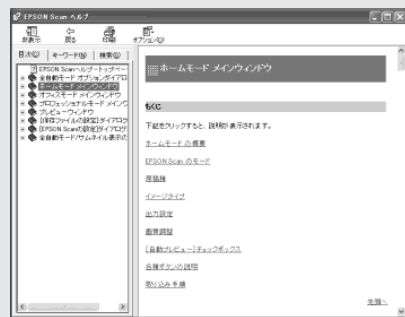 EPSON Scan ヘルプ
非表示 戻る 印刷 オプション(O)
目次(C) キーワード(N) 検索(S)
EPSON Scanヘルプ-トップペー
全自動モード オプションダイアロ
ホームモード メインウィンドウ
オフィスモード メインウィンドウ
プロフェッショナルモード メインウ
プレビューウィンドウ
[保存ファイルの設定]ダイアログ
[EPSON Scanの設定]ダイアログ
全自動モード/サムネイル表示の
ホームモード メインウィンドウ
もくじ
下記をクリックすると、説明が表示されます。
ホームモード の概要
EPSON Scan のモード
原稿種
イメージタイプ
出力設定
画質調整
[自動プレビュー]チェックボックス
各種ボタンの説明
取り込み手順
先頭へ